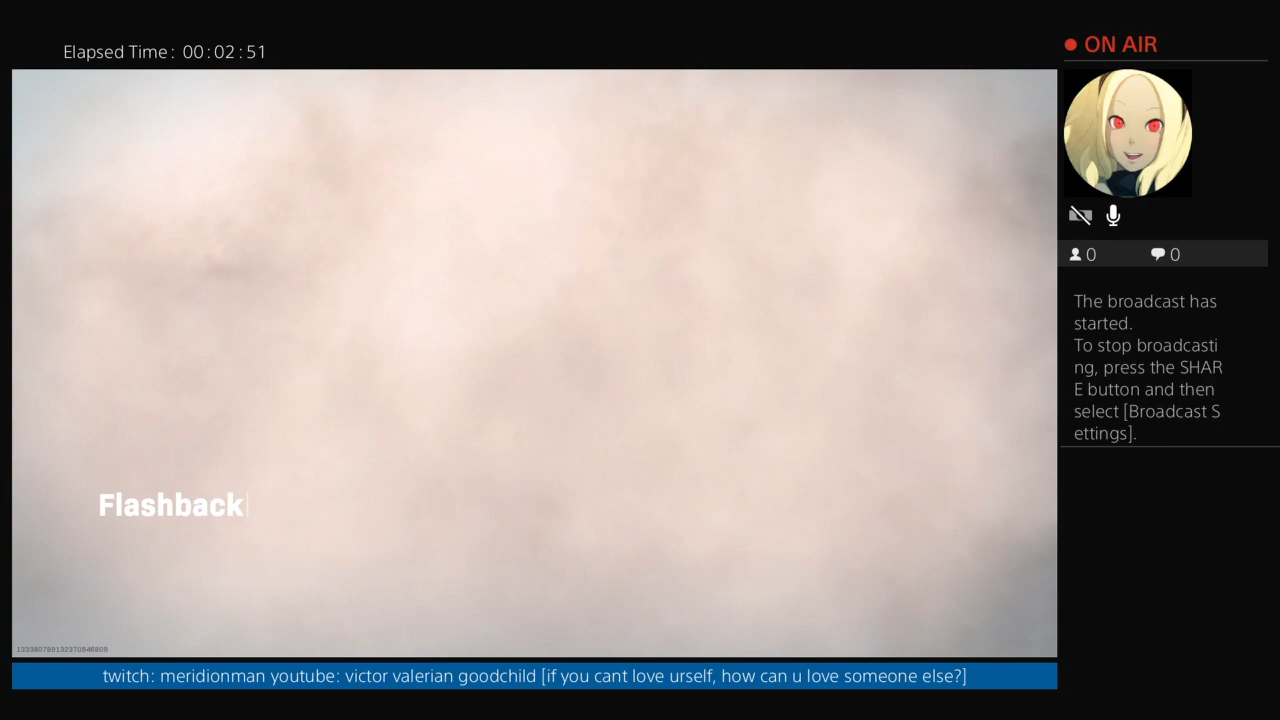 Elapsed Time: 00:02:51
ON AIR
0 0
The broadcast has
started.
To stop broadcasti
ng, press the SHAR
E button and then
select [Broadcast S
ettings].
Flashback
twitch: meridionman youtube: victor valerian goodchild [if you cant love urself, how can u love someone else?]